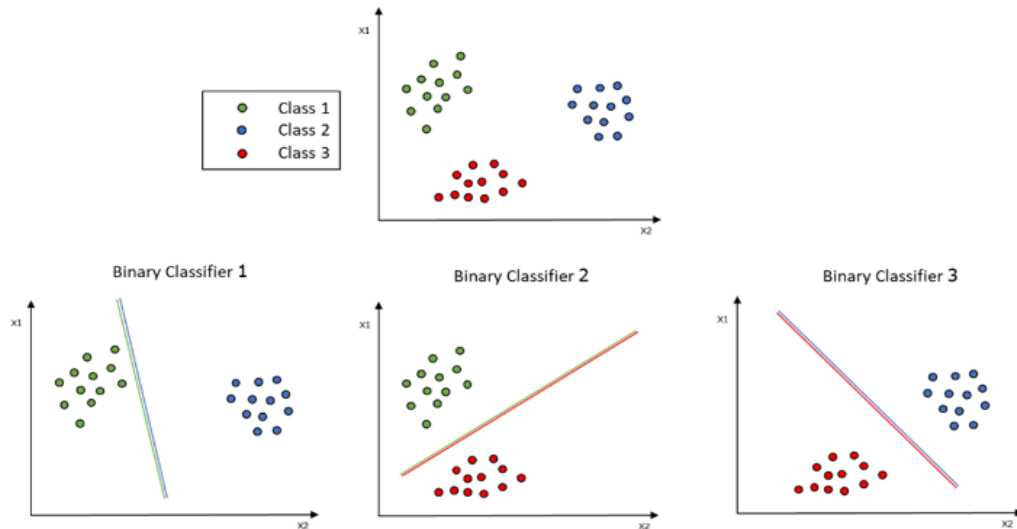 X1
Class 1
Class 2
Class 3
X2
Binary Classifier 1
Binary Classifier 2
Binary Classifier 3
X1
X1
X1
X2
X2
X2